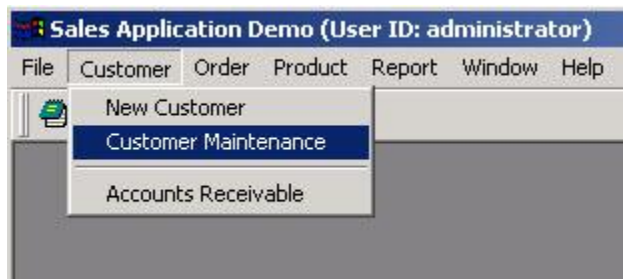 Sales Application Demo (User ID: administrator)
File Customer Order Product Report Window Help
New Customer
Customer Maintenance
Accounts Receivable